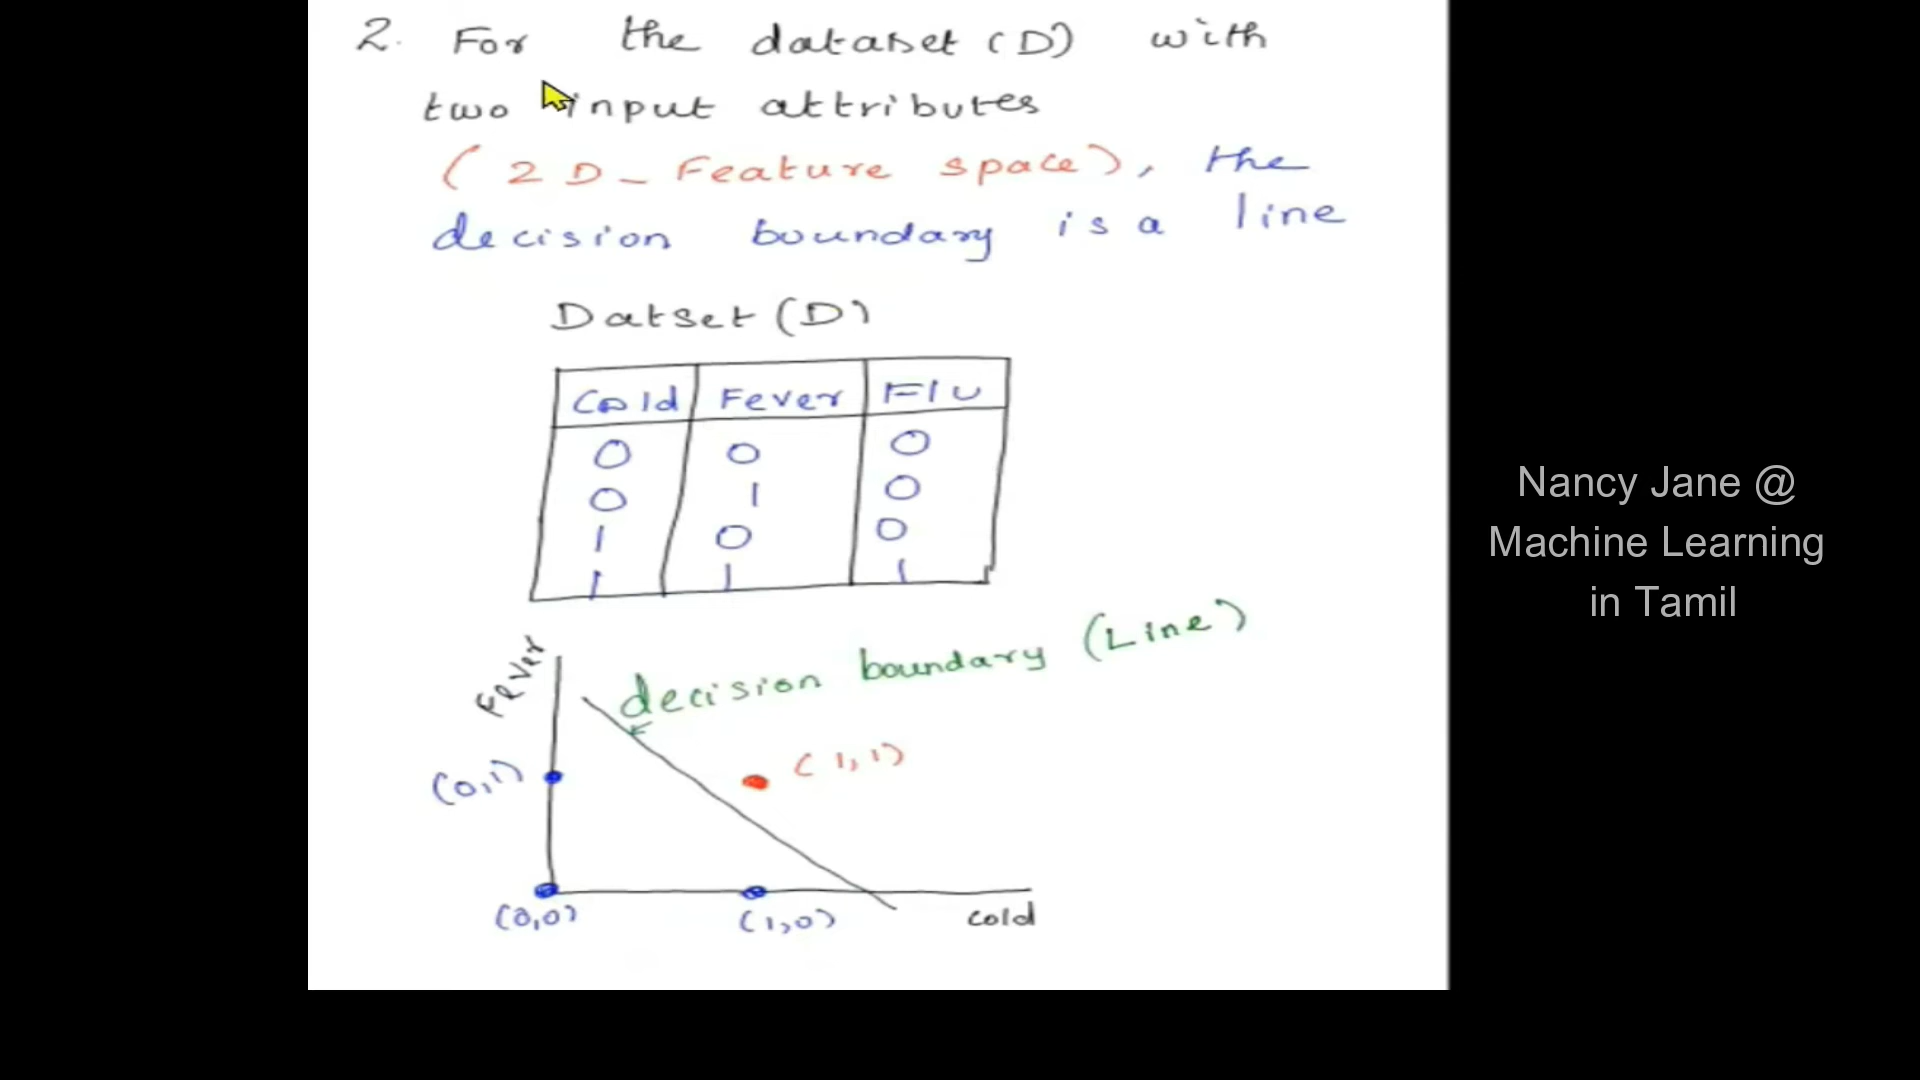 2. For the dataset (D) with
two input attributes
(2D-Feature space), the
decision boundary is a line
Datset (D)
Cold Fever Flu
0 0 0
0 1 0
1 0 0
1 1 1
Fever
decision boundary (Line)
(1,1)
(0,1)
(0,0)
(1,0)
cold
Nancy Jane @
Machine Learning
in Tamil